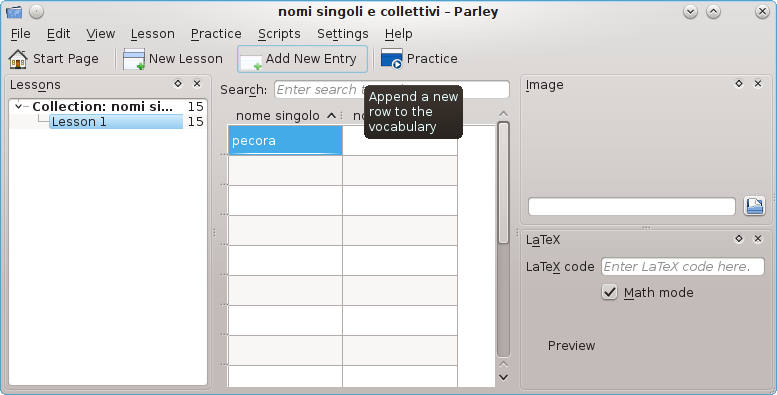 nomi singoli e collettivi – Parley
File Edit View Lesson Practice Scripts Settings Help
Start Page New Lesson Add New Entry Practice
Lessons
Collection: nomi si... 15
Lesson 1 15
Search: Enter search
Append a new
row to the
vocabulary
nome singolo
pecora
Image
LaTeX
LaTeX code Enter LaTeX code here.
Math mode
Preview